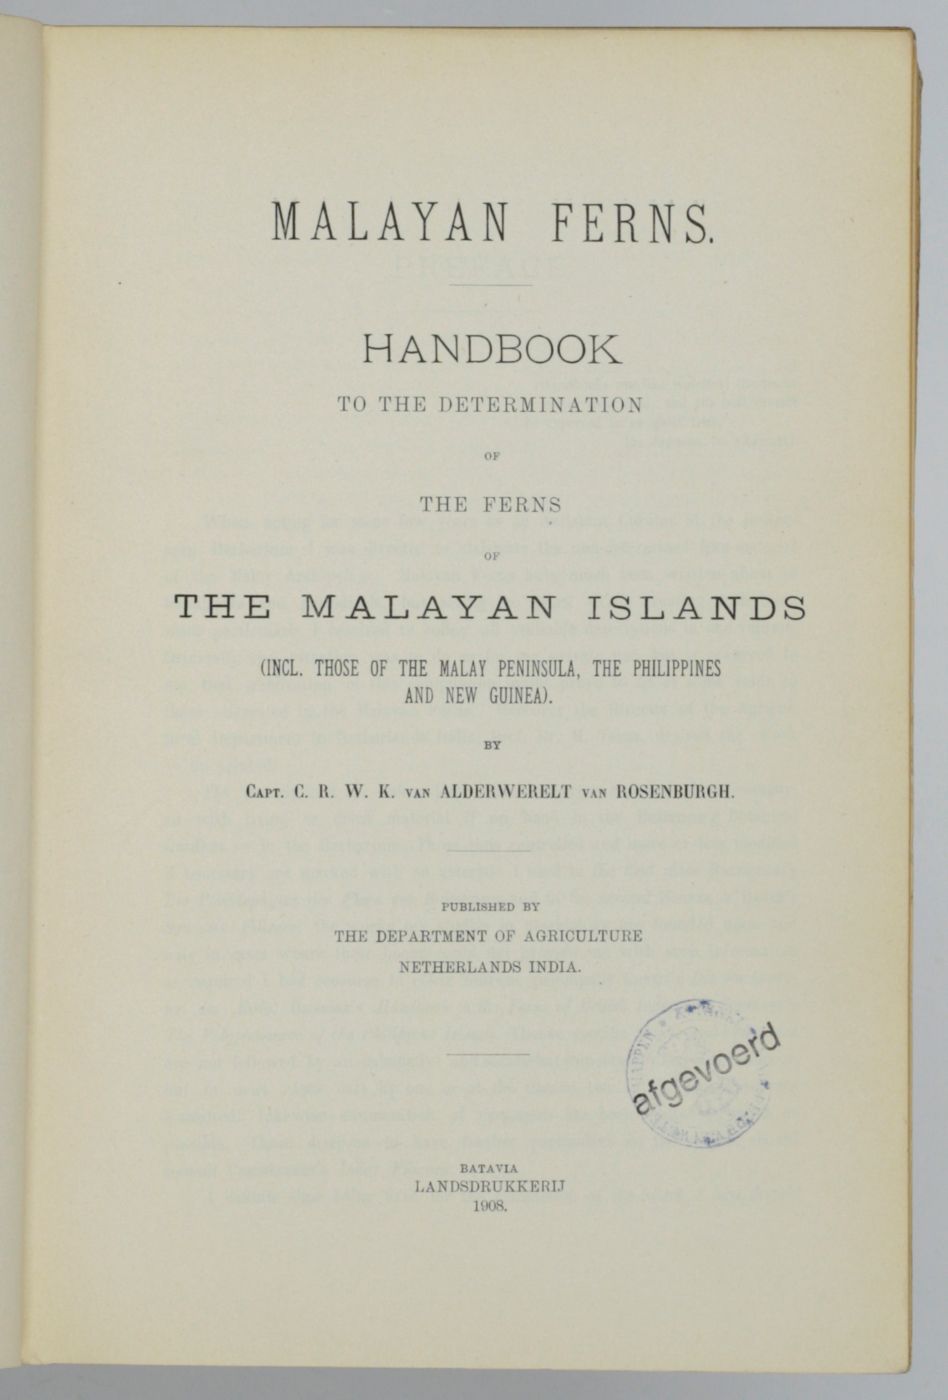 MALAYAN FERNS.
HANDBOOK
TO THE DETERMINATION
OF
THE FERNS
OF
THE MALAYAN ISLANDS
(INCL. THOSE OF THE MALAY PENINSULA, THE PHILIPPINES
AND NEW GUINEA).
BY
CAPT. C. R. W. K. VAN ALDERWERELT VAN ROSENBURGH.
PUBLISHED BY
THE DEPARTMENT OF AGRICULTURE
NETHERLANDS INDIA.
afgevoerd
BATAVIA
LANDSDRUKKERIJ
1908.